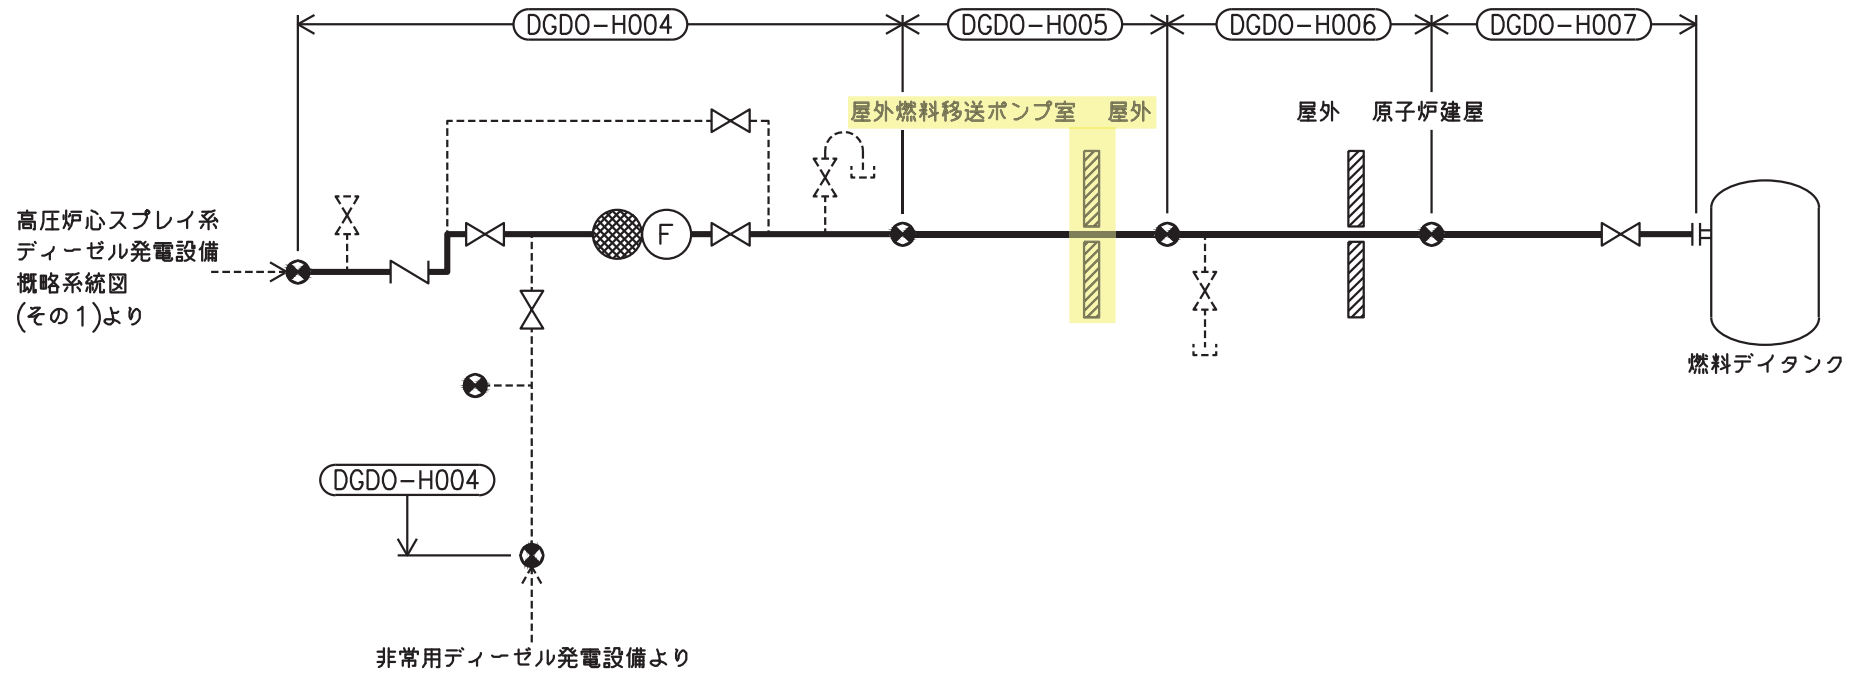 DGDO-H004
DGDO-H005
DGDO-H006
DGDO-H007
屋外燃料移送ポンプ室 屋外
屋外 原子炉建屋
高圧炉心スプレイ系
ディーゼル発電設備
概略系統図
(その1)より
F
燃料デイタンク
DGDO-H004
非常用ディーゼル発電設備より